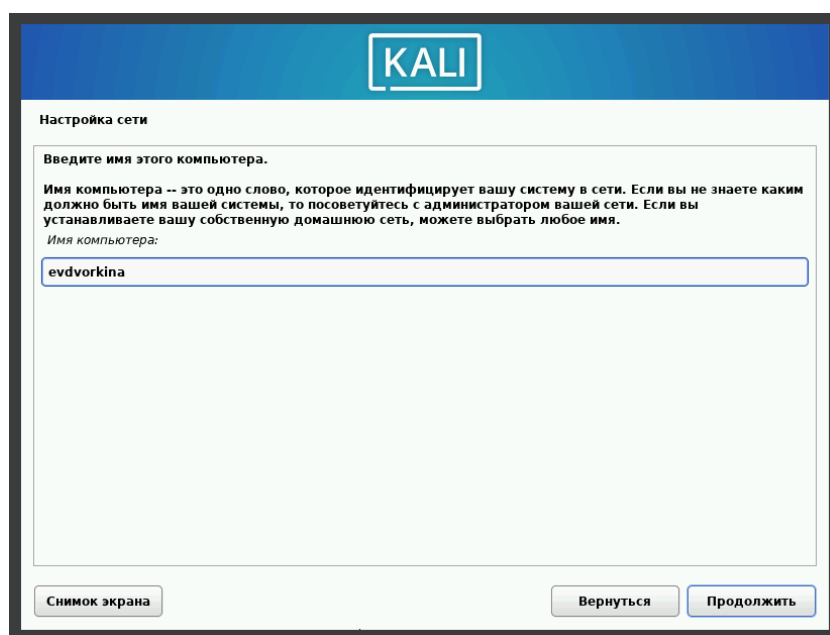 KALI
Настройка сети
Введите имя этого компьютера.
Имя компьютера -- это одно слово, которое идентифицирует вашу систему в сети. Если вы не знаете каким
должно быть имя вашей системы, то посоветуйтесь с администратором вашей сети. Если вы
устанавливаете вашу собственную домашнюю сеть, можете выбрать любое имя.
Имя компьютера:
evdvorkina
Снимок экрана
Вернуться
Продолжить